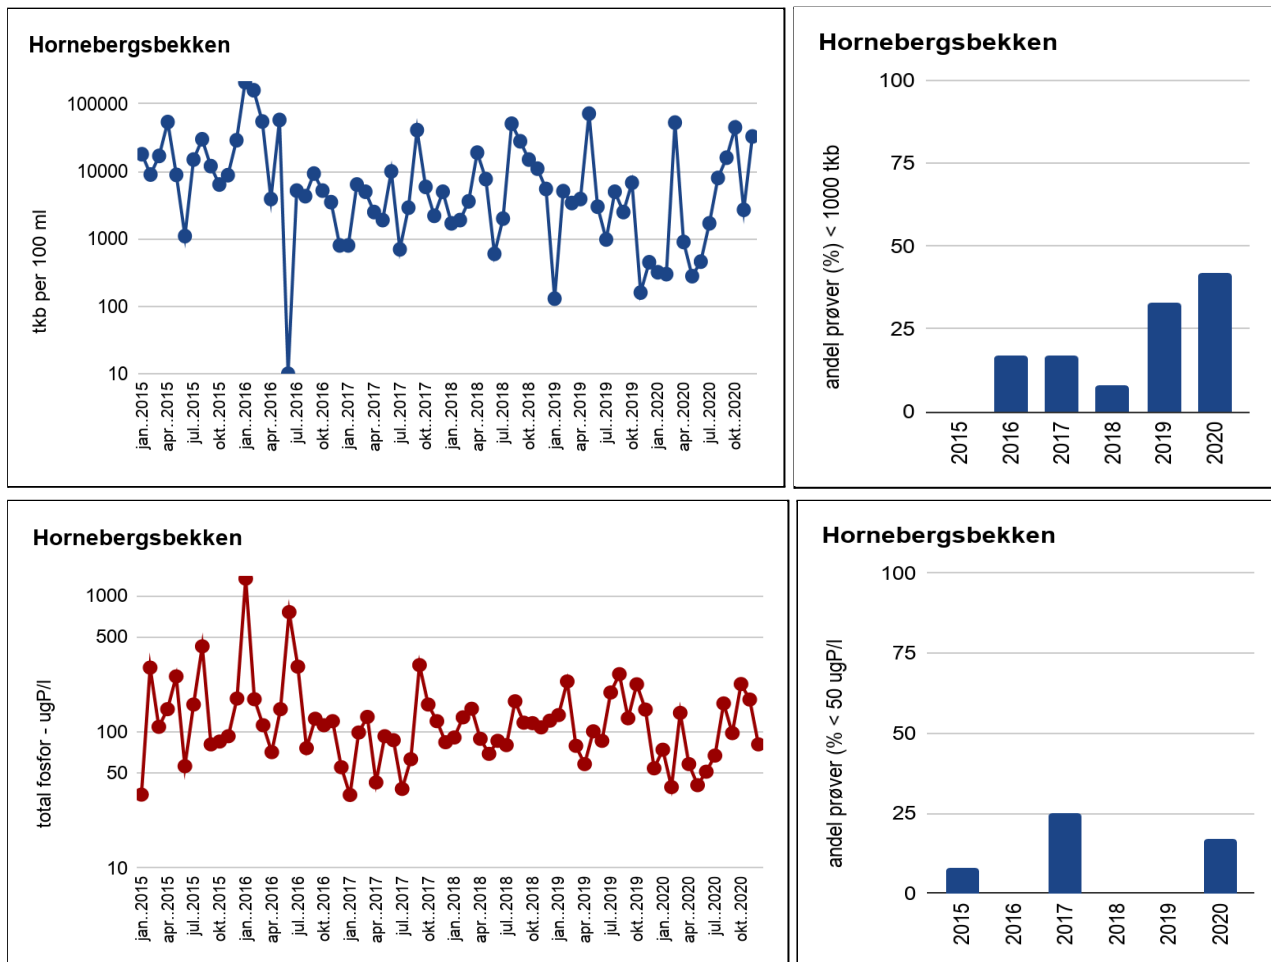 Hornebergsbekken
tkb per 100 ml
100000
10000
1000
100
10
jan..2015
apr..2015
jul..2015
okt..2015
jan..2016
apr..2016
jul..2016
okt..2016
jan..2017
apr..2017
jul..2017
okt..2017
jan..2018
apr..2018
jul..2018
okt..2018
jan..2019
apr..2019
jul..2019
okt..2019
jan..2020
apr..2020
jul..2020
okt..2020
Hornebergsbekken
andel prøver (%) < 1000 tkb
100
75
50
25
0
2015
2016
2017
2018
2019
2020
Hornebergsbekken
total fosfor - ugP/l
1000
500
100
50
10
jan..2015
apr..2015
jul..2015
okt..2015
jan..2016
apr..2016
jul..2016
okt..2016
jan..2017
apr..2017
jul..2017
okt..2017
jan..2018
apr..2018
jul..2018
okt..2018
jan..2019
apr..2019
jul..2019
okt..2019
jan..2020
apr..2020
jul..2020
okt..2020
Hornebergsbekken
andel prøver (% < 50 ugP/l
100
75
50
25
0
2015
2016
2017
2018
2019
2020